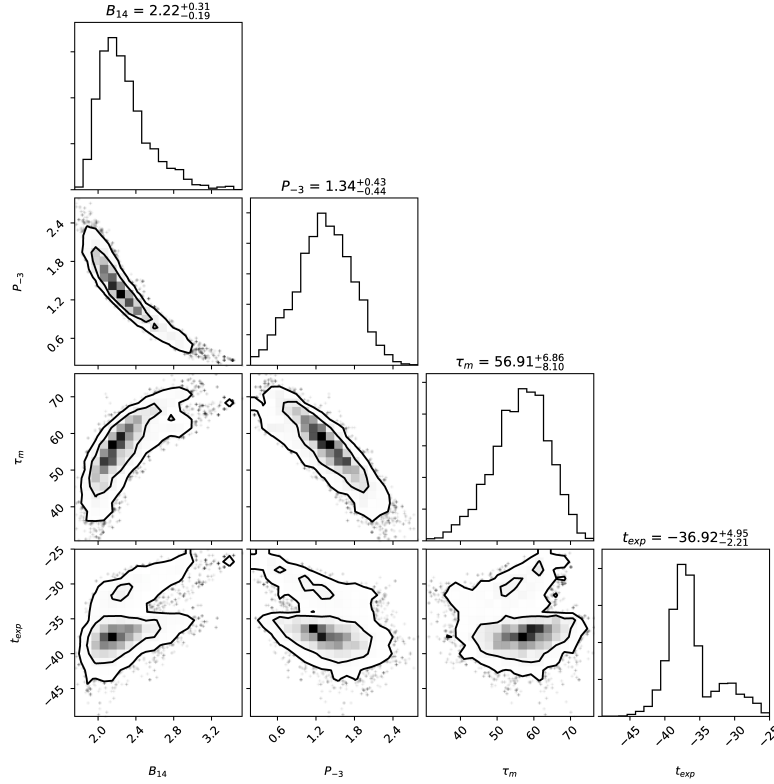 B_{14} = 2.22^{+0.31}_{-0.19}
P_{-3} = 1.34^{+0.43}_{-0.44}
2.4
1.8
1.2
0.6
P_{-3}
τ_m = 56.91^{+6.86}_{-8.10}
70
60
50
40
τ_m
t_{exp} = −36.92^{+4.95}_{-2.21}
−25
−30
−35
−40
−45
t_{exp}
2.0 2.4 2.8 3.2 0.6 1.2 1.8 2.4 40 50 60 70 −45 −40 −35 −30 −25
B_{14} P_{-3} τ_m t_{exp}